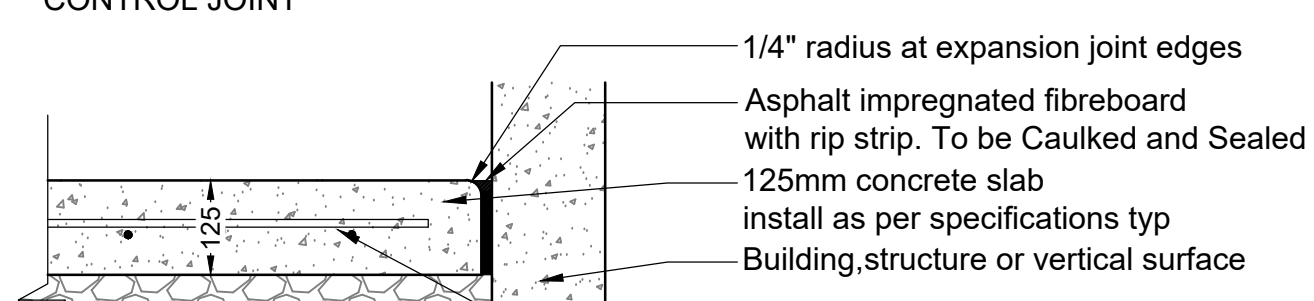 CONTROL JOINT
1/4" radius at expansion joint edges
Asphalt impregnated fibreboard
with rip strip. To be Caulked and Sealed
125mm concrete slab
install as per specifications typ
125
Building,structure or vertical surface